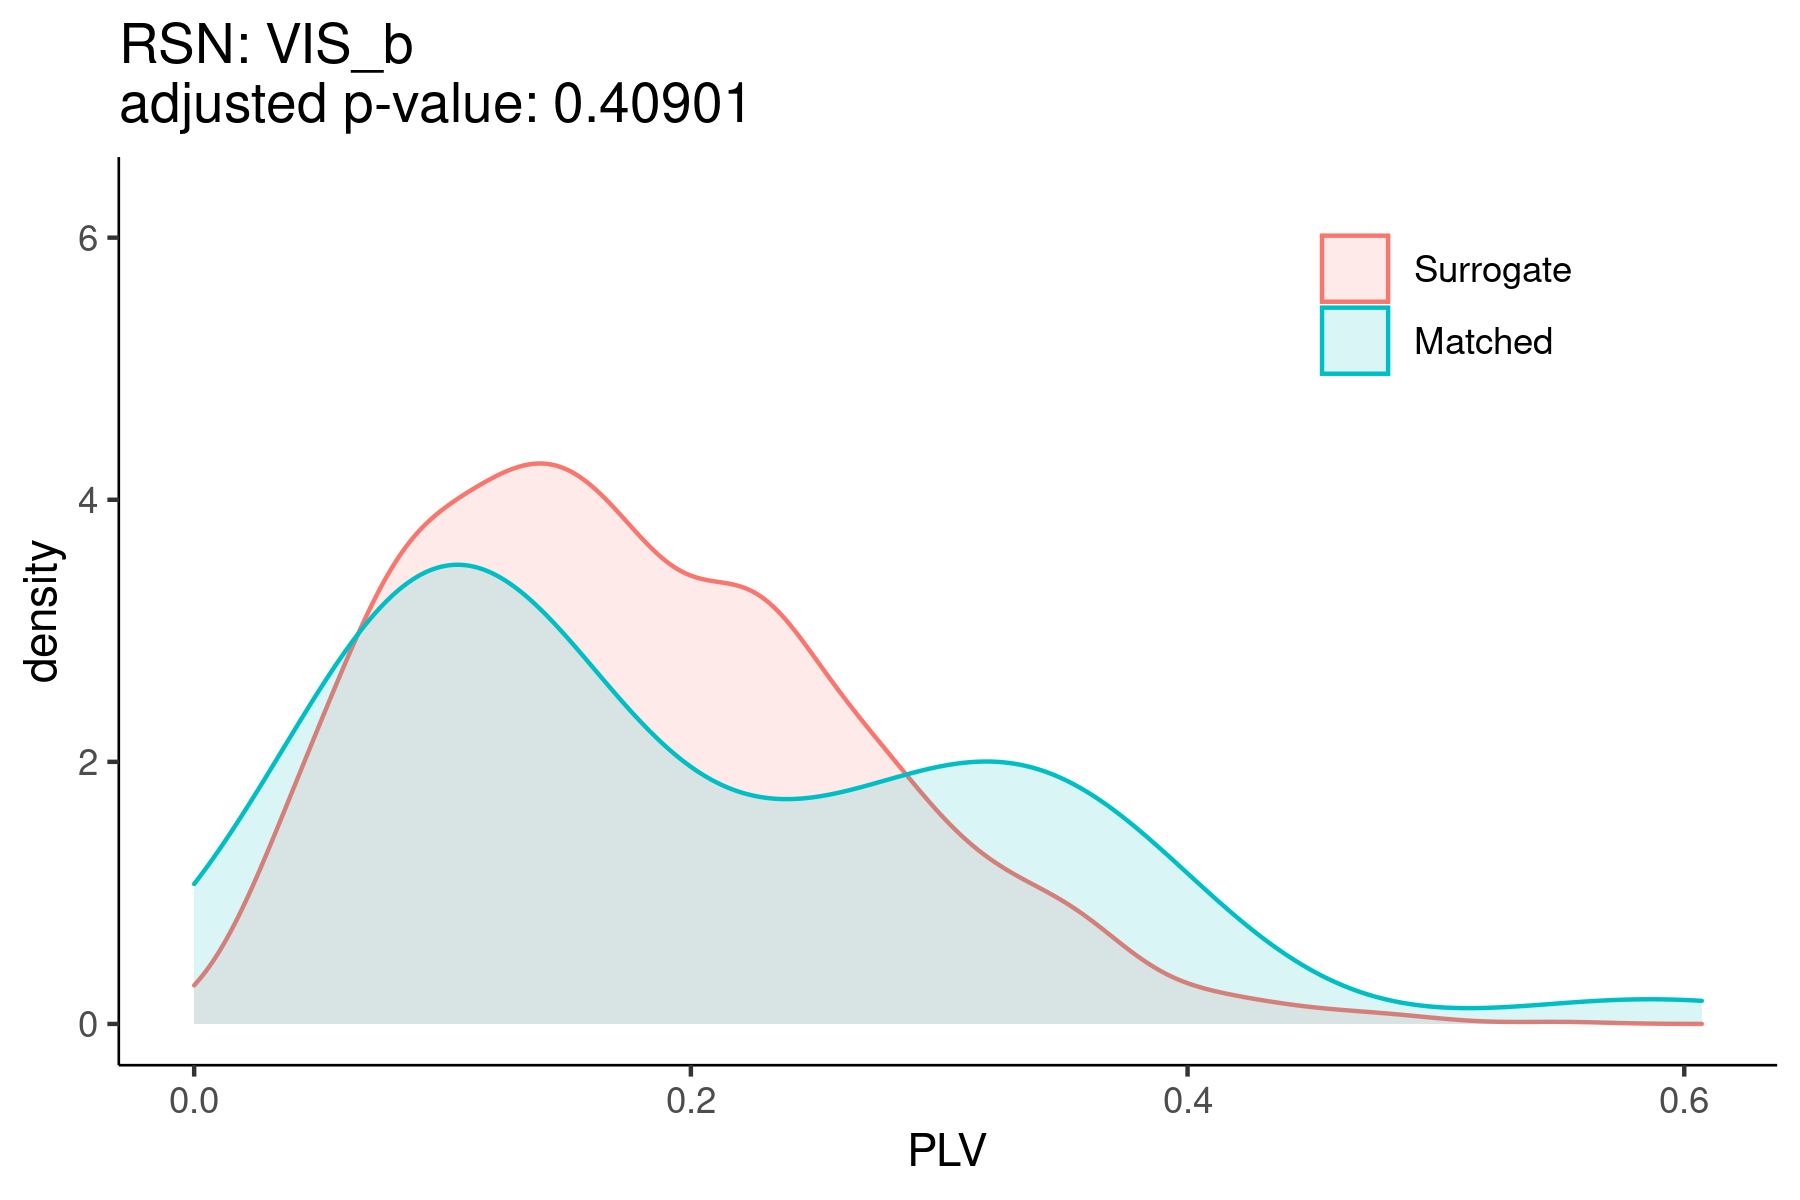 RSN: VIS_b
adjusted p-value: 0.40901
6
4
2
0
density
Surrogate
Matched
0.0
0.2
0.4
0.6
PLV